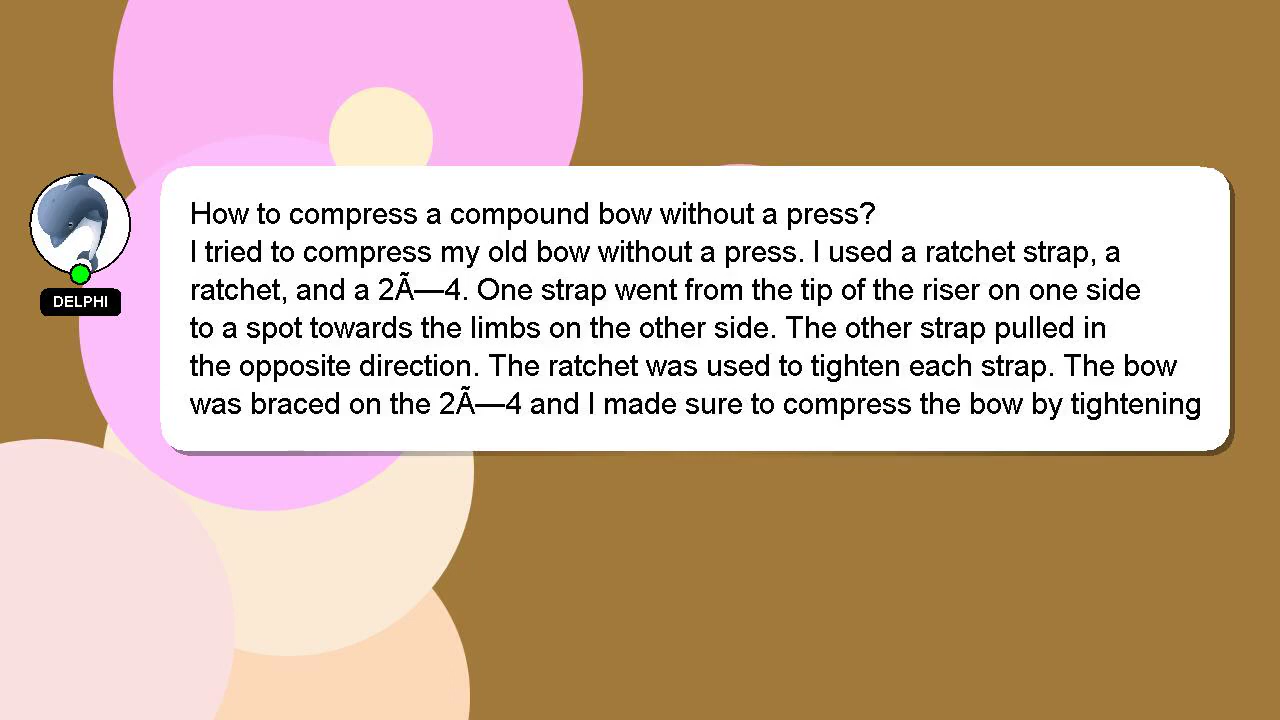 How to compress a compound bow without a press?
I tried to compress my old bow without a press. I used a ratchet strap, a
ratchet, and a 2Ã—4. One strap went from the tip of the riser on one side
to a spot towards the limbs on the other side. The other strap pulled in
the opposite direction. The ratchet was used to tighten each strap. The bow
was braced on the 2Ã—4 and I made sure to compress the bow by tightening
DELPHI